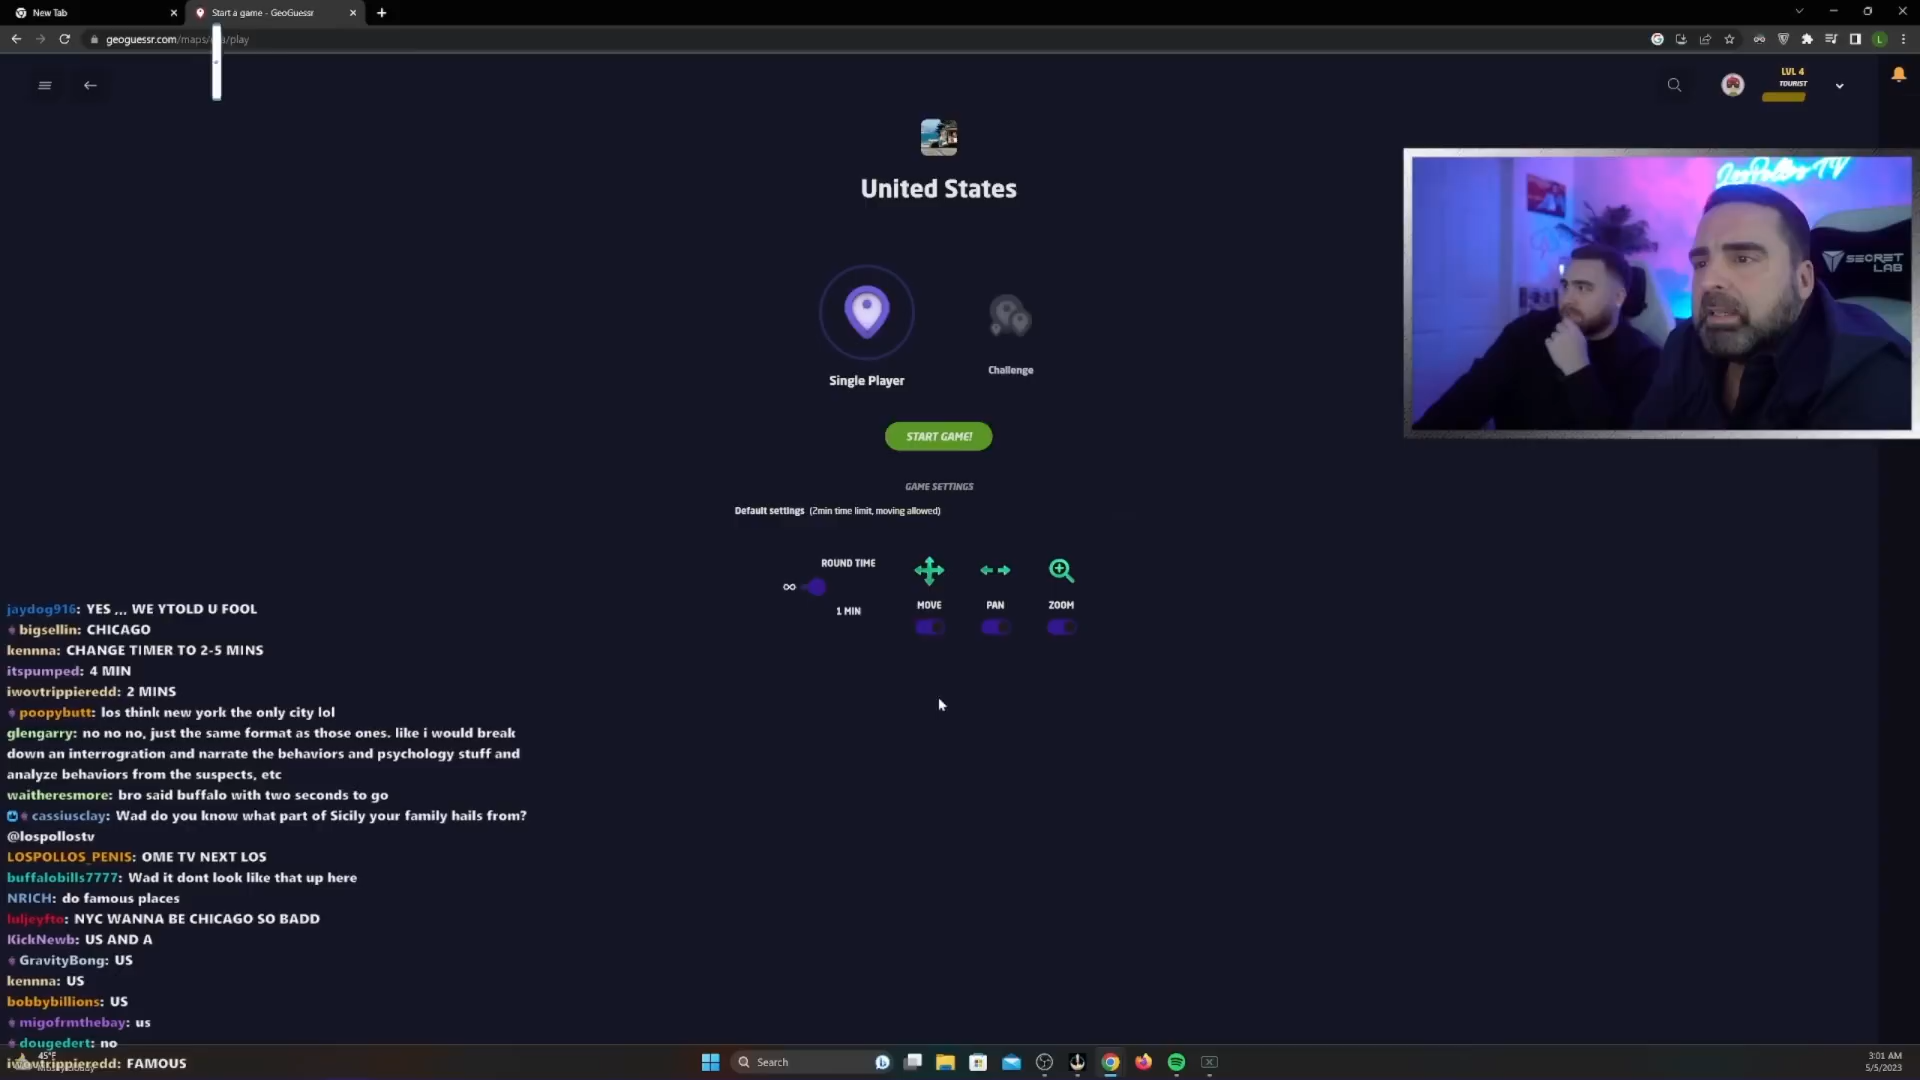 New Tab
Start a game - GeoGuessr
geoguessr.com/maps/
/play
L
LVL 4
TOURIST
United States
SECRET
LAB
Single Player
Challenge
START GAME!
GAME SETTINGS
Default settings (2min time limit, moving allowed)
ROUND TIME
∞
1 MIN
MOVE
PAN
ZOOM
jaydog916: YES ,,, WE YTOLD U FOOL
bigsellin: CHICAGO
kennna: CHANGE TIMER TO 2-5 MINS
itspumped: 4 MIN
iwovtrippieredd: 2 MINS
poopybutt: los think new york the only city lol
glengarry: no no no, just the same format as those ones. like i would break
down an interrogration and narrate the behaviors and psychology stuff and
analyze behaviors from the suspects, etc
waitheresmore: bro said buffalo with two seconds to go
cassiusclay: Wad do you know what part of Sicily your family hails from?
@lospollostv
LOSPOLLOS_PENIS: OME TV NEXT LOS
buffalobills7777: Wad it dont look like that up here
NRICH: do famous places
luljeyfto: NYC WANNA BE CHICAGO SO BADD
KickNewb: US AND A
GravityBong: US
kennna: US
bobbybillions: US
migofrmthebay: us
dougedert: no
iwovtrippieredd: FAMOUS
45°F
Search
3:01 AM
5/5/2023